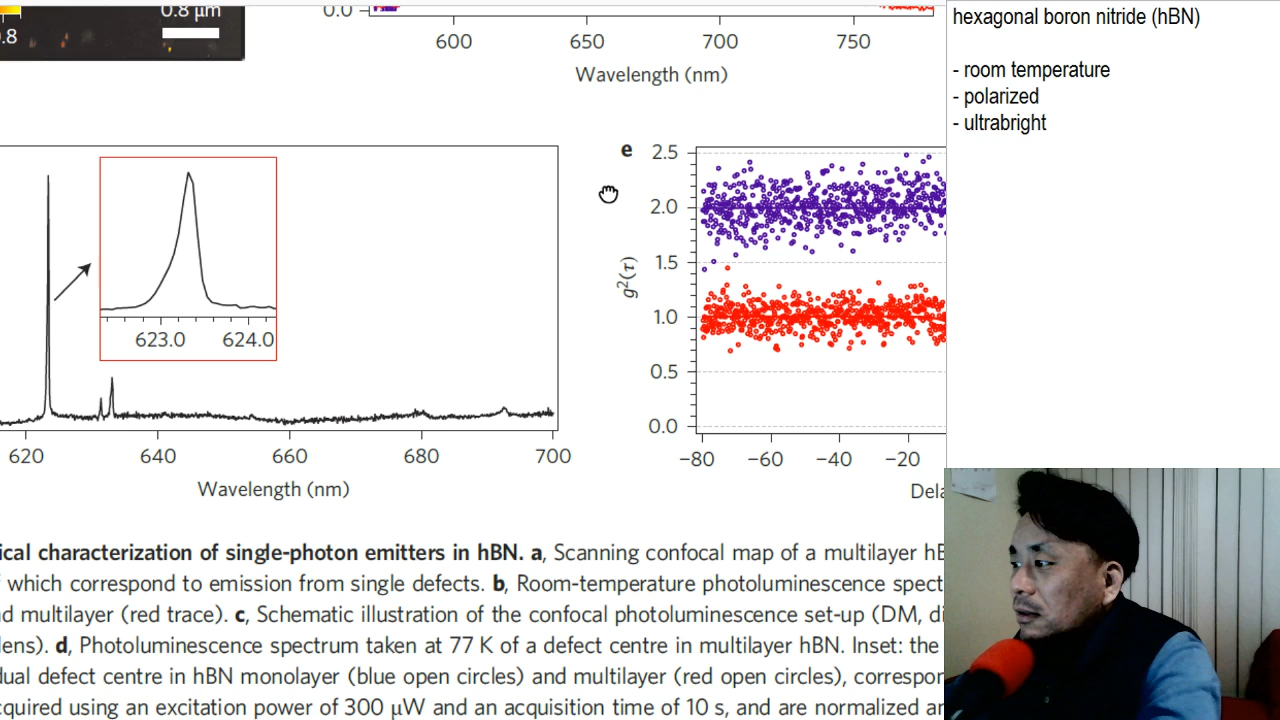 .8
0.8 µm
0.0
600 650 700 750
Wavelength (nm)
623.0 624.0
620 640 660 680 700
Wavelength (nm)
e
2.5
2.0
1.5
1.0
0.5
0.0
g²(τ)
−80 −60 −40 −20
Dela
ical characterization of single-photon emitters in hBN. a, Scanning confocal map of a multilayer hB
f which correspond to emission from single defects. b, Room-temperature photoluminescence spect
nd multilayer (red trace). c, Schematic illustration of the confocal photoluminescence set-up (DM, di
lens). d, Photoluminescence spectrum taken at 77 K of a defect centre in multilayer hBN. Inset: the
dual defect centre in hBN monolayer (blue open circles) and multilayer (red open circles), correspon
cquired using an excitation power of 300 µW and an acquisition time of 10 s, and are normalized an
hexagonal boron nitride (hBN)
- room temperature
- polarized
- ultrabright